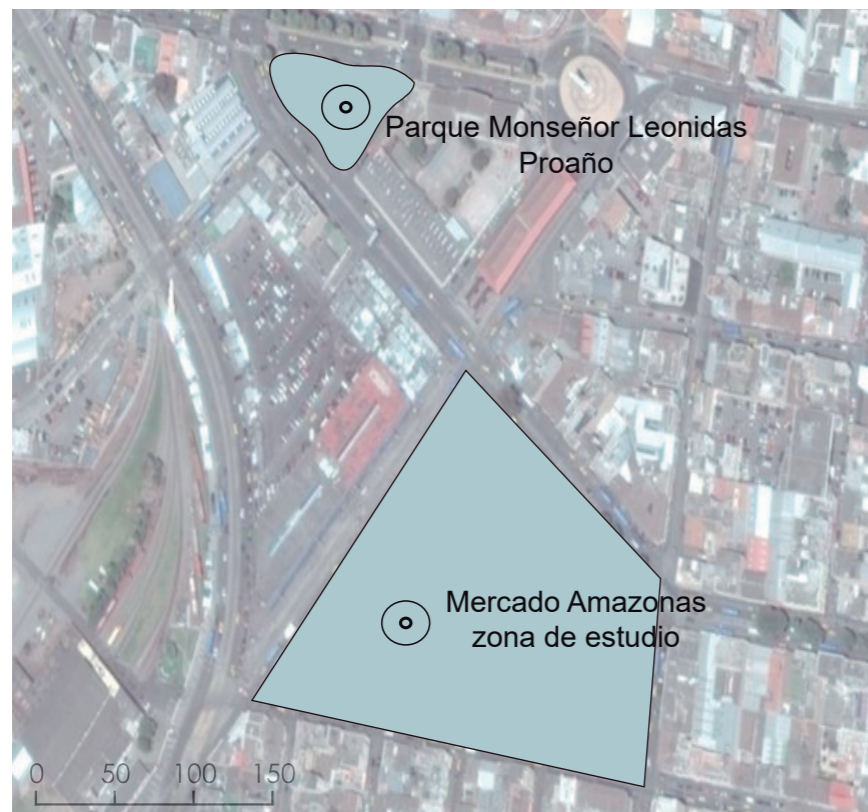 Parque Monseñor Leonidas
Proaño
Mercado Amazonas
zona de estudio
0 50 100 150